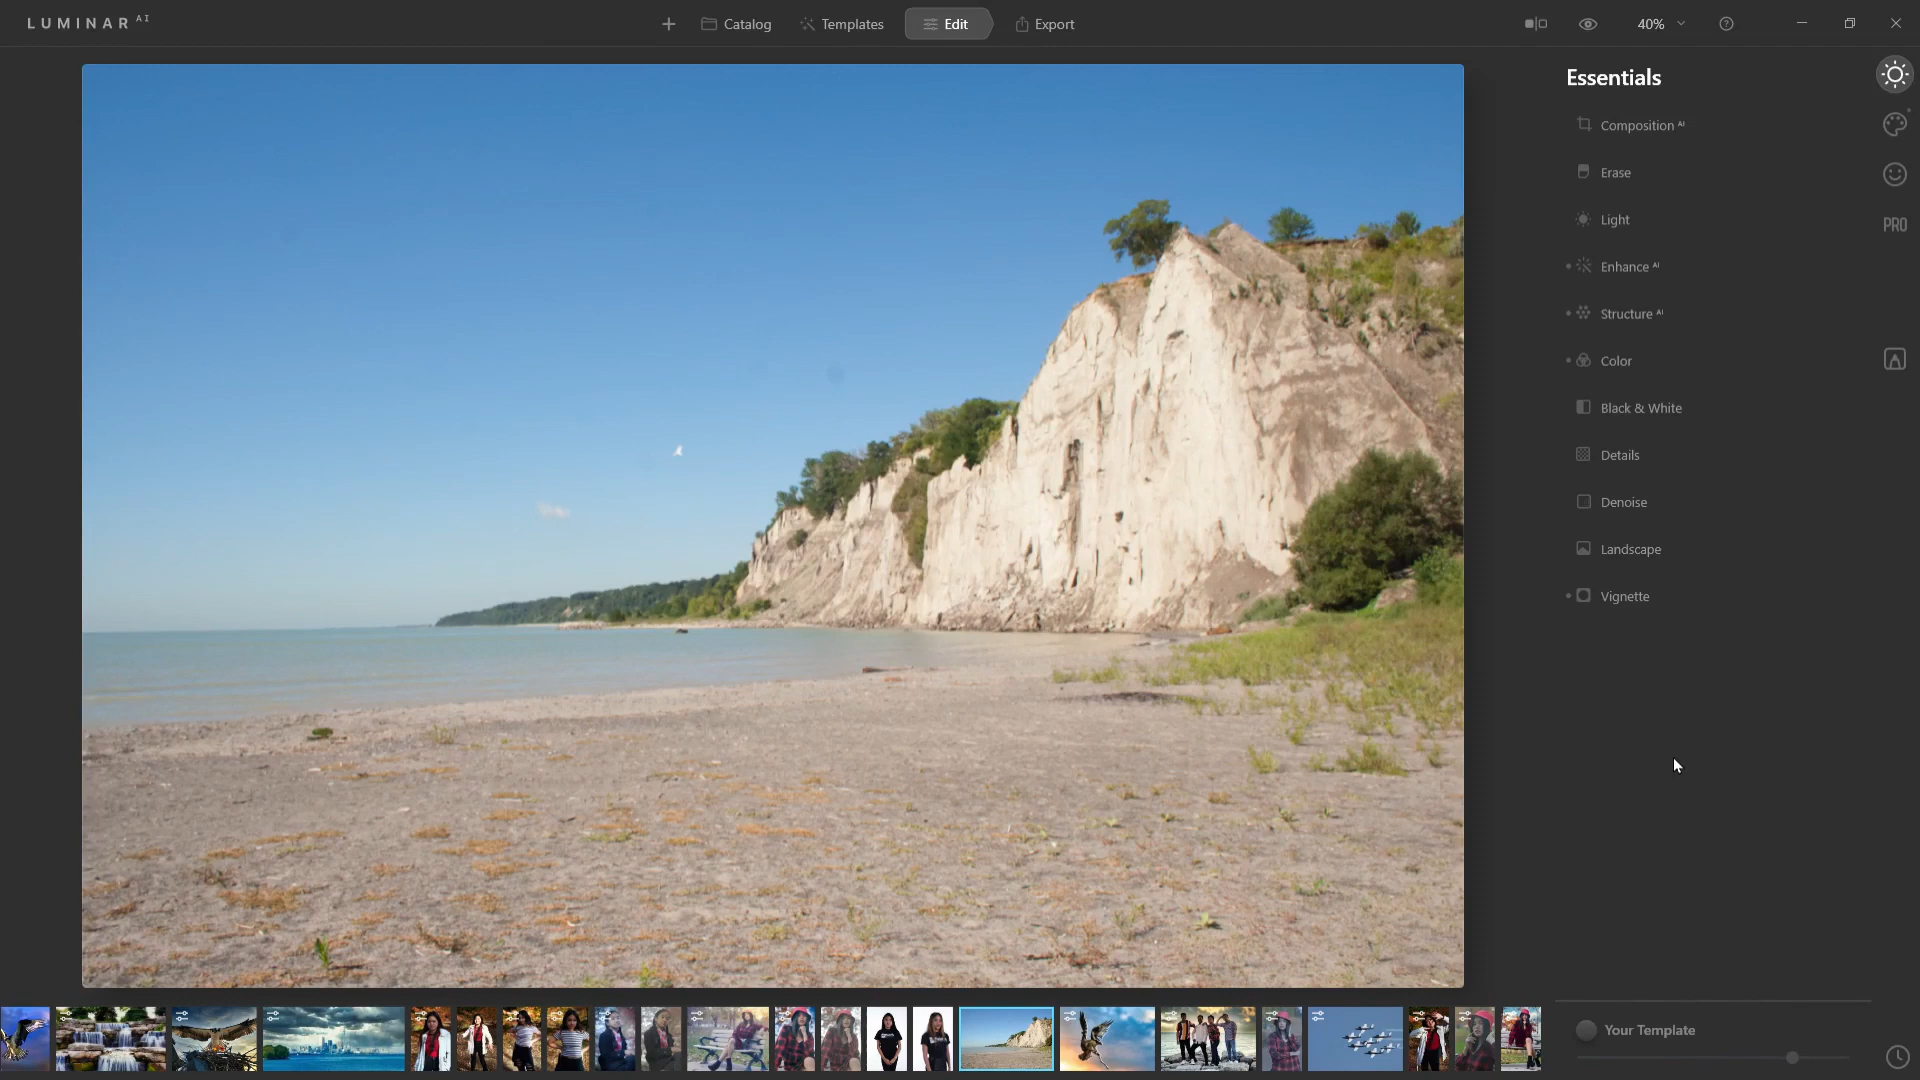 LUMINAR AI
Catalog
Templates
Edit
Export
40%
Essentials
Composition AI
Erase
Light
Enhance AI
Structure AI
Color
Black & White
Details
Denoise
Landscape
Vignette
PRO
Your Template